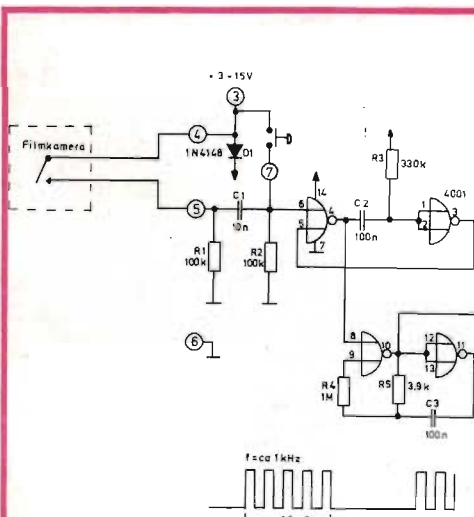 +3-15V
3
4
Filmkamera
1N4148 D1
7
R3
330k
14
C1
10n
6
5
4
7
C2
100n
4001
1
2
3
5
R1
100k
R2
100k
6
8
9
10
12
13
11
R4
1M
R5
3,9k
C3
100n
f=ca 1kHz